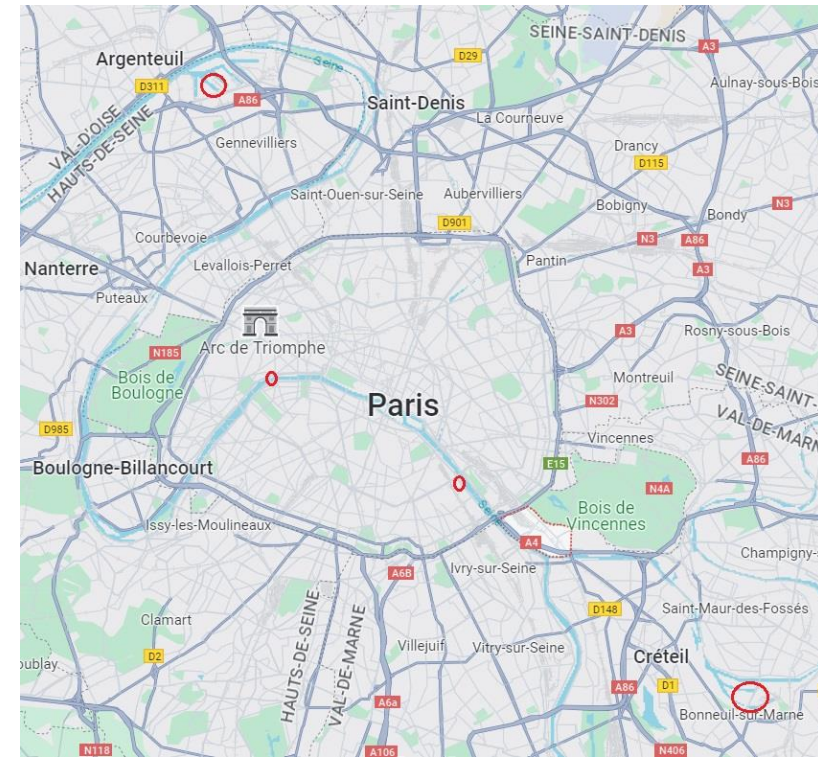 SEINE-SAINT-DENIS
A3
Argenteuil
D29
Seine
D311
A86
Aulnay-sous-Bois
Saint-Denis
La Courneuve
VAL-D'OISE
HAUTS-DE-SEINE
Gennevilliers
Drancy
D115
Saint-Ouen-sur-Seine
Aubervilliers
Bobigny
N3
Bondy
D901
Courbevoie
N3
A86
Nanterre
Levallois-Perret
Pantin
A3
Puteaux
A3
Rosny-sous-Bois
Arc de Triomphe
N185
Bois de
Boulogne
Montreuil
SEINE-SAINT-
N302
Paris
VAL-DE-MARN
D985
Vincennes
A86
Boulogne-Billancourt
E15
N4A
Seine
Bois de
Vincennes
Issy-les-Moulineaux
A4
Champigny-
Ivry-sur-Seine
A6B
D148
Saint-Maur-des-Fossés
Clamart
HAUTS-DE-SEINE
VAL-DE-MARNE
Villejuif
Vitry-sur-Seine
D2
Créteil
oublay
A86
D1
A6a
Bonneuil-sur-Marne
N118
A106
N406